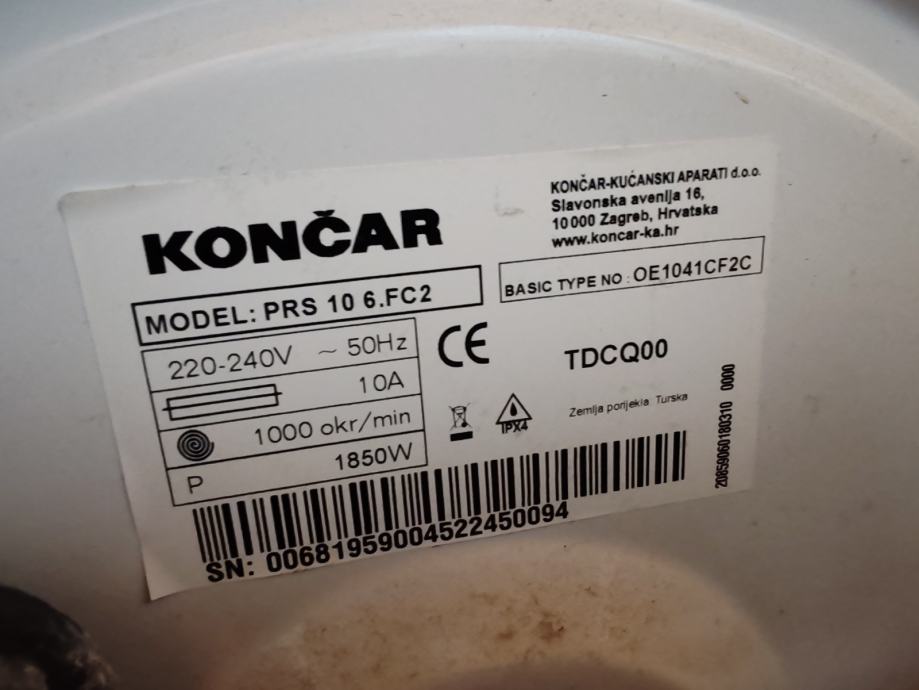 KONČAR
KONČAR-KUĆANSKI APARATI d.o.o.
Slavonska avenija 16,
10 000 Zagreb, Hrvatska
www.koncar-ka.hr
MODEL: PRS 10 6.FC2
BASIC TYPE NO : OE1041CF2C
220-240V ~ 50Hz
10A
1000 okr/min
P 1850W
CE
TDCQ00
IPX4
Zemlja porijekla Turska
20859060180310 0000
SN: 00681959004522450094